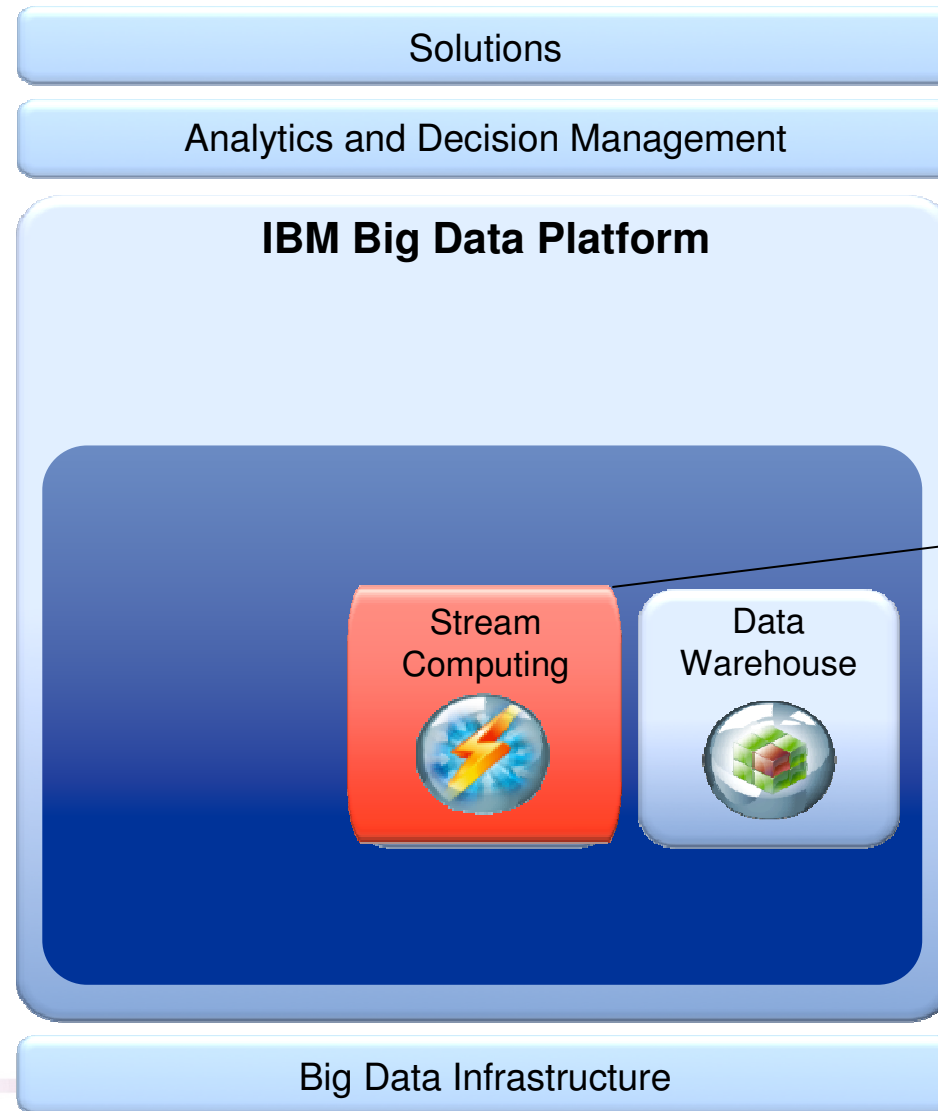 Solutions
Analytics and Decision Management
IBM Big Data Platform
Stream
Computing
Data
Warehouse
Big Data Infrastructure